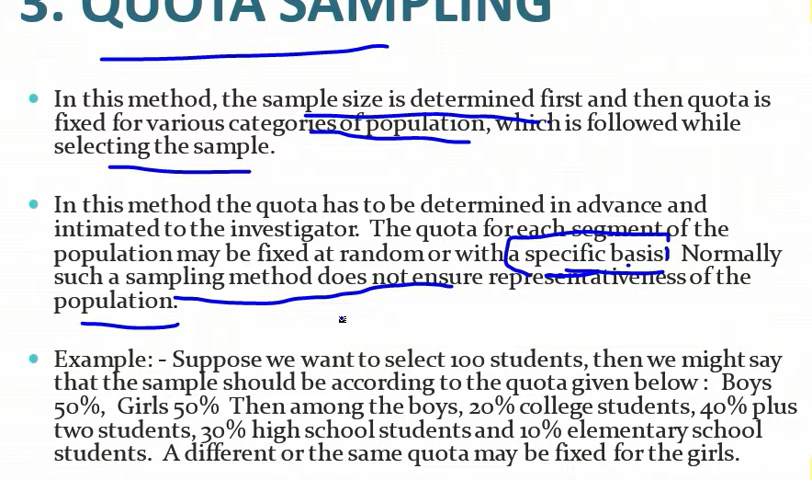 3. QUOTA SAMPLING
In this method, the sample size is determined first and then quota is
fixed for various categories of population, which is followed while
selecting the sample.
In this method the quota has to be determined in advance and
intimated to the investigator. The quota for each segment of the
population may be fixed at random or with a specific basis. Normally
such a sampling method does not ensure representativeness of the
population.
Example: - Suppose we want to select 100 students, then we might say
that the sample should be according to the quota given below : Boys
50%, Girls 50% Then among the boys, 20% college students, 40% plus
two students, 30% high school students and 10% elementary school
students. A different or the same quota may be fixed for the girls.